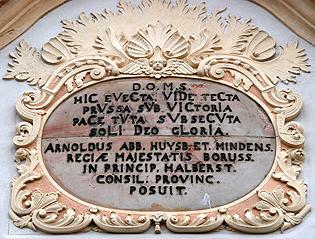 D.O.M.S.
HIC EVECTA, VIDE TECTA
PRVSSA SVB VICTORIA
PACE TVTA SVBSECVTA
SOLI DEO GLORIA.
ARNOLDUS ABB. HUYSB. ET. MINDENS.
REGIÆ MAJESTATIS BORUSS.
IN PRINCIP. HALBERST.
CONSIL. PROVINC.
POSUIT.